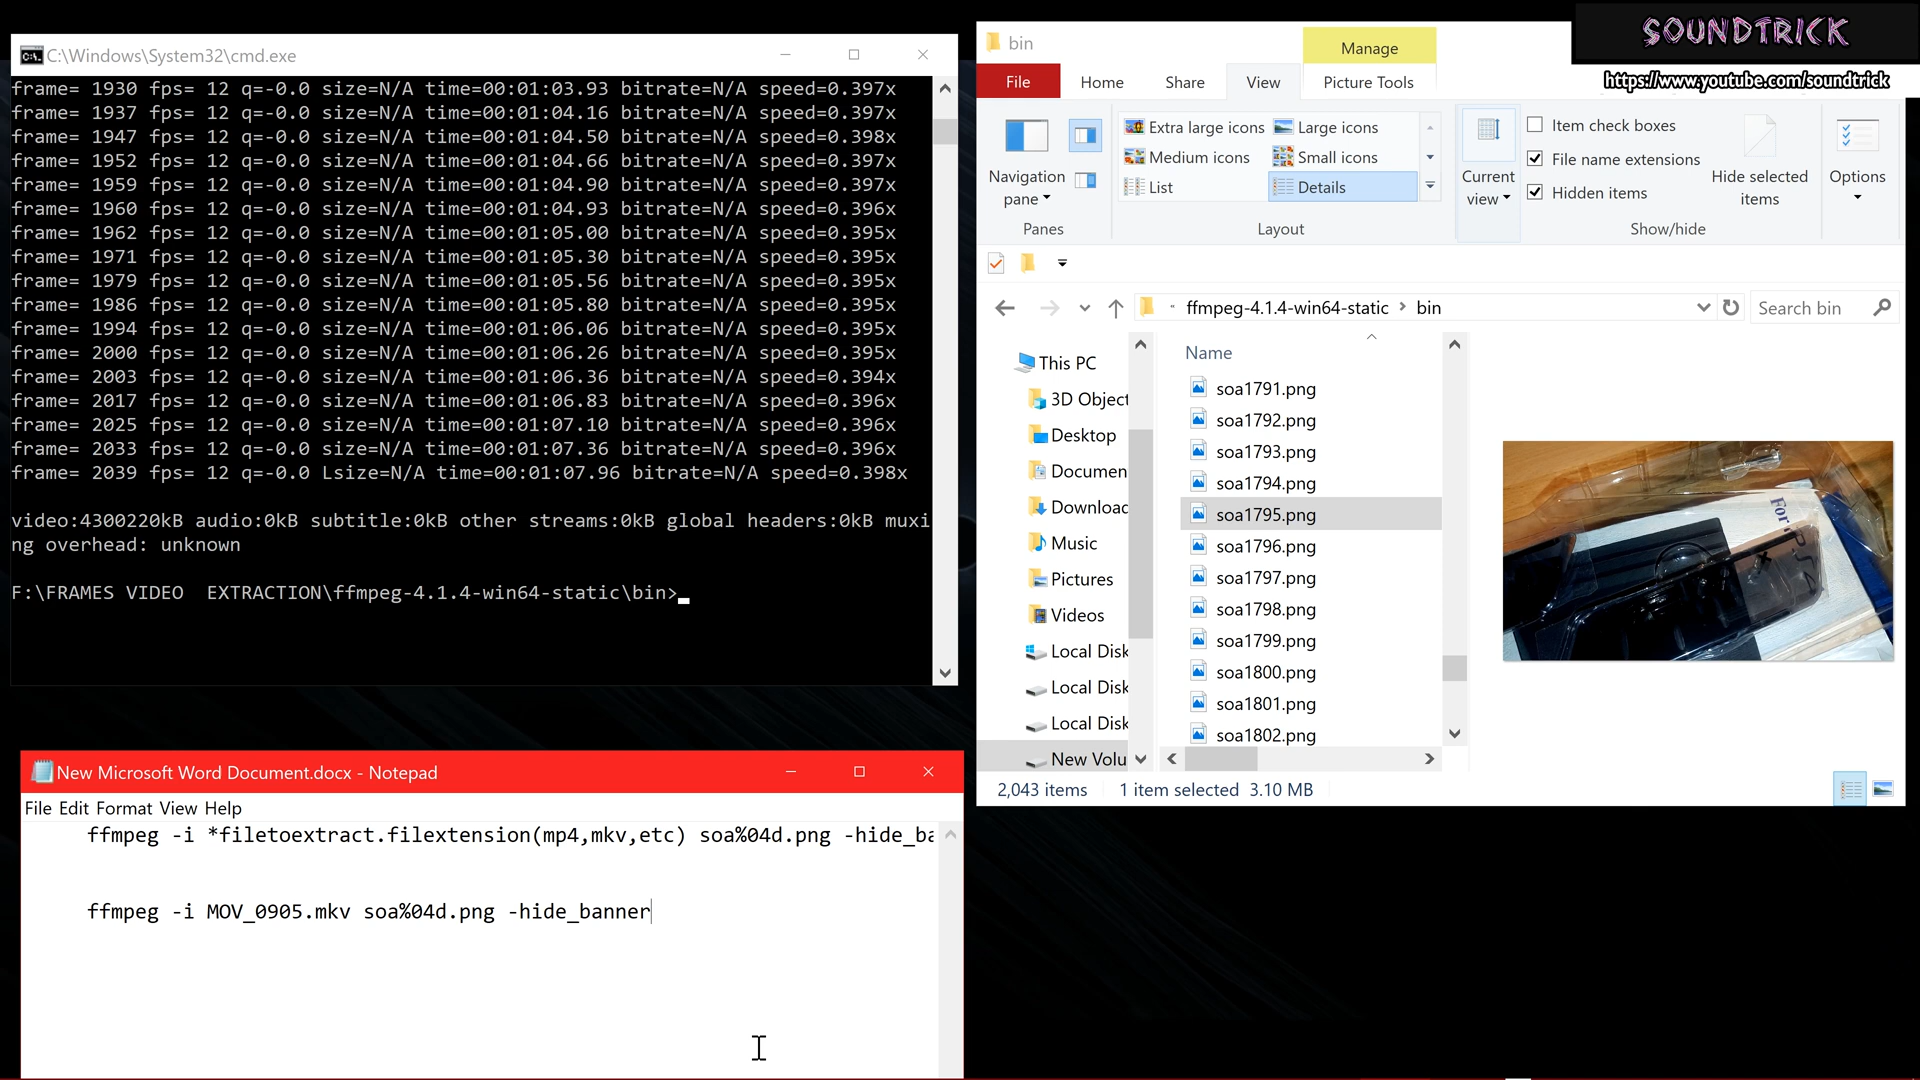 C:\Windows\System32\cmd.exe
frame= 1930 fps= 12 q=-0.0 size=N/A time=00:01:03.93 bitrate=N/A speed=0.397x
frame= 1937 fps= 12 q=-0.0 size=N/A time=00:01:04.16 bitrate=N/A speed=0.397x
frame= 1947 fps= 12 q=-0.0 size=N/A time=00:01:04.50 bitrate=N/A speed=0.398x
frame= 1952 fps= 12 q=-0.0 size=N/A time=00:01:04.66 bitrate=N/A speed=0.397x
frame= 1959 fps= 12 q=-0.0 size=N/A time=00:01:04.90 bitrate=N/A speed=0.397x
frame= 1960 fps= 12 q=-0.0 size=N/A time=00:01:04.93 bitrate=N/A speed=0.396x
frame= 1962 fps= 12 q=-0.0 size=N/A time=00:01:05.00 bitrate=N/A speed=0.396x
frame= 1971 fps= 12 q=-0.0 size=N/A time=00:01:05.30 bitrate=N/A speed=0.395x
frame= 1979 fps= 12 q=-0.0 size=N/A time=00:01:05.56 bitrate=N/A speed=0.395x
frame= 1986 fps= 12 q=-0.0 size=N/A time=00:01:05.80 bitrate=N/A speed=0.395x
frame= 1994 fps= 12 q=-0.0 size=N/A time=00:01:06.06 bitrate=N/A speed=0.395x
frame= 2000 fps= 12 q=-0.0 size=N/A time=00:01:06.26 bitrate=N/A speed=0.395x
frame= 2003 fps= 12 q=-0.0 size=N/A time=00:01:06.36 bitrate=N/A speed=0.394x
frame= 2017 fps= 12 q=-0.0 size=N/A time=00:01:06.83 bitrate=N/A speed=0.396x
frame= 2025 fps= 12 q=-0.0 size=N/A time=00:01:07.10 bitrate=N/A speed=0.396x
frame= 2033 fps= 12 q=-0.0 size=N/A time=00:01:07.36 bitrate=N/A speed=0.396x
frame= 2039 fps= 12 q=-0.0 Lsize=N/A time=00:01:07.96 bitrate=N/A speed=0.398x
video:4300220kB audio:0kB subtitle:0kB other streams:0kB global headers:0kB muxi
ng overhead: unknown
F:\FRAMES VIDEO  EXTRACTION\ffmpeg-4.1.4-win64-static\bin>
New Microsoft Word Document.docx - Notepad
File Edit Format View Help
ffmpeg -i *filetoextract.filextension(mp4,mkv,etc) soa%04d.png -hide_ba
ffmpeg -i MOV_0905.mkv soa%04d.png -hide_banner
SOUNDTRICK
https://www.youtube.com/soundtrick
bin
Manage
File Home Share View Picture Tools
Navigation pane
Panes
Extra large icons Large icons
Medium icons Small icons
List Details
Layout
Current view
Item check boxes
File name extensions
Hidden items
Hide selected items
Show/hide
Options
ffmpeg-4.1.4-win64-static > bin
Search bin
This PC
3D Object
Desktop
Documen
Download
Music
Pictures
Videos
Local Disk
Local Disk
Local Disk
New Volu
Name
soa1791.png
soa1792.png
soa1793.png
soa1794.png
soa1795.png
soa1796.png
soa1797.png
soa1798.png
soa1799.png
soa1800.png
soa1801.png
soa1802.png
For
2,043 items 1 item selected 3.10 MB